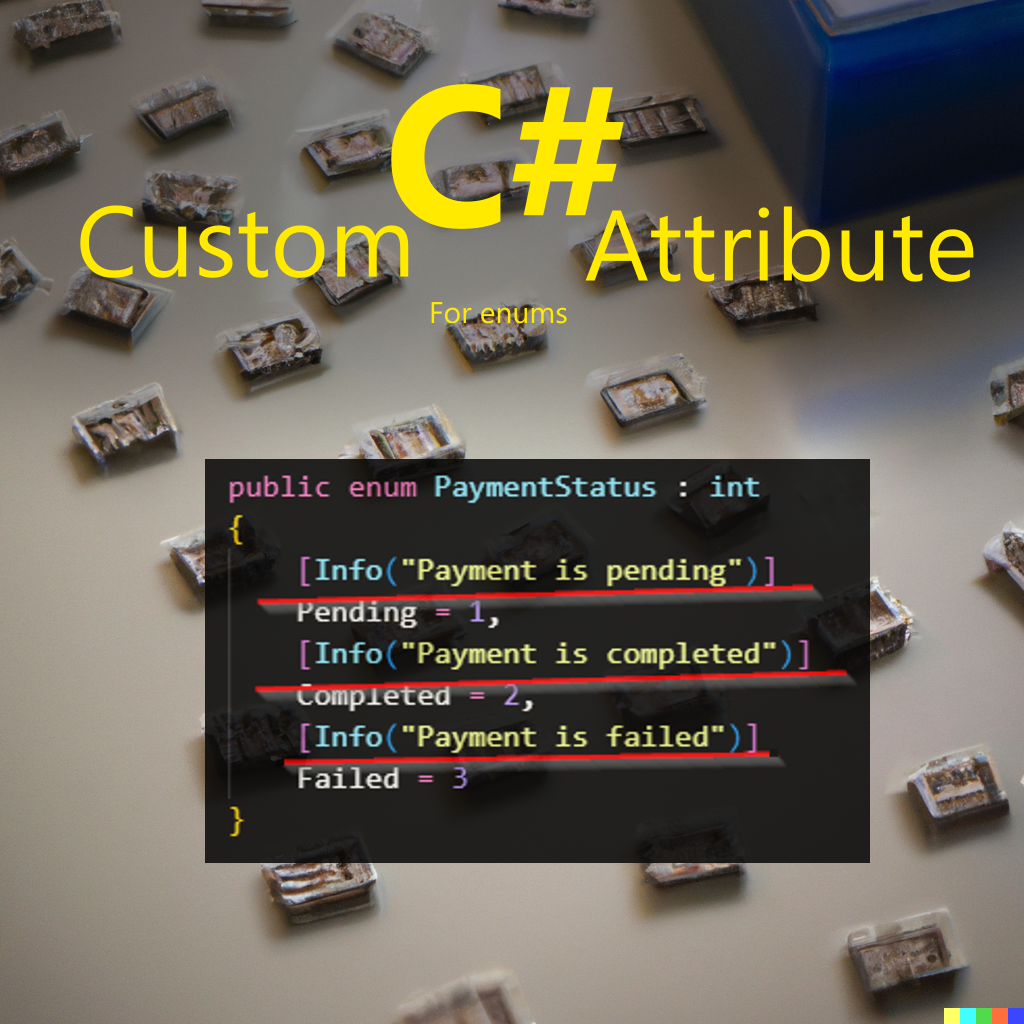 C#
Custom Attribute
For enums
public enum PaymentStatus : int
{
[Info("Payment is pending")]
Pending = 1,
[Info("Payment is completed")]
Completed = 2,
[Info("Payment is failed")]
Failed = 3
}